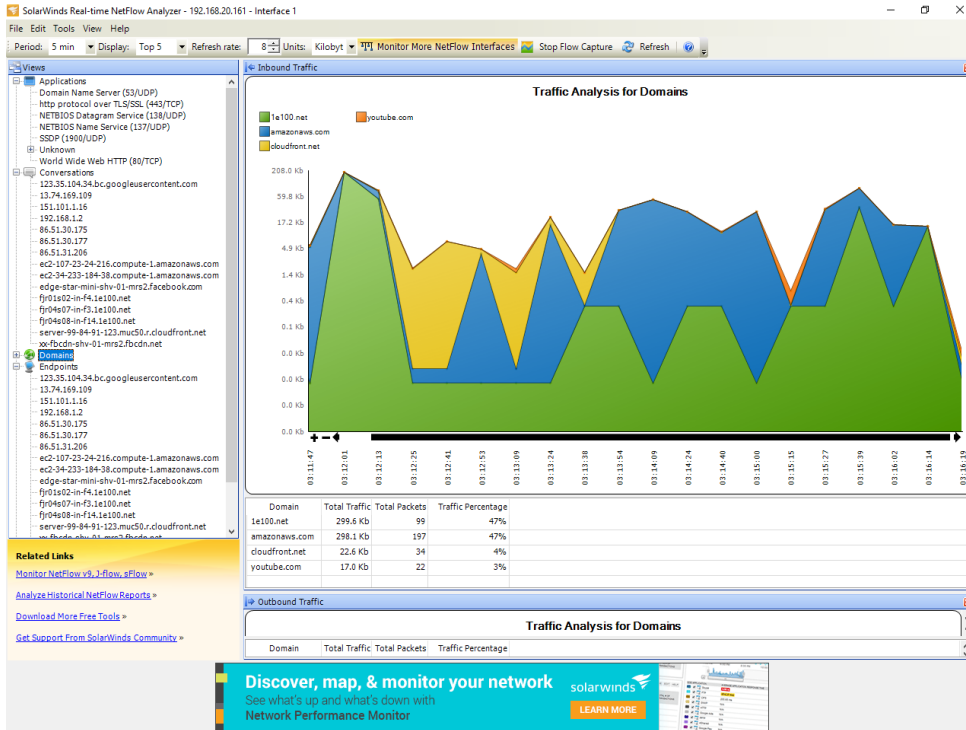 SolarWinds Real-time NetFlow Analyzer - 192.168.20.161 - Interface 1
File Edit Tools View Help
Period: 5 min Display: Top 5 Refresh rate: 8 Units: Kilobyt Monitor More NetFlow Interfaces Stop Flow Capture Refresh
Views
Applications
Domain Name Server (53/UDP)
http protocol over TLS/SSL (443/TCP)
NETBIOS Datagram Service (138/UDP)
NETBIOS Name Service (137/UDP)
SSDP (1900/UDP)
Unknown
World Wide Web HTTP (80/TCP)
Conversations
123.35.104.34.bc.googleusercontent.com
13.74.169.109
151.101.1.16
192.168.1.2
86.51.30.175
86.51.30.177
86.51.31.206
ec2-107-23-24-216.compute-1.amazonaws.com
ec2-34-233-184-38.compute-1.amazonaws.com
edge-star-mini-shv-01-mrs2.facebook.com
fjr01s02-in-f4.1e100.net
fjr04s07-in-f3.1e100.net
fjr04s08-in-f14.1e100.net
server-99-84-91-123.muc50.r.cloudfront.net
xx-fbcdn-shv-01-mrs2.fbcdn.net
Domains
Endpoints
123.35.104.34.bc.googleusercontent.com
13.74.169.109
151.101.1.16
192.168.1.2
86.51.30.175
86.51.30.177
86.51.31.206
ec2-107-23-24-216.compute-1.amazonaws.com
ec2-34-233-184-38.compute-1.amazonaws.com
edge-star-mini-shv-01-mrs2.facebook.com
fjr01s02-in-f4.1e100.net
fjr04s07-in-f3.1e100.net
fjr04s08-in-f14.1e100.net
server-99-84-91-123.muc50.r.cloudfront.net
Related Links
Monitor NetFlow v9, J-flow, sFlow »
Analyze Historical NetFlow Reports »
Download More Free Tools »
Get Support From SolarWinds Community »
Inbound Traffic
Traffic Analysis for Domains
1e100.net youtube.com
amazonaws.com
cloudfront.net
208.0 Kb
59.8 Kb
17.2 Kb
4.9 Kb
1.4 Kb
0.4 Kb
0.1 Kb
0.0 Kb
0.0 Kb
0.0 Kb
0.0 Kb
03:11:47 03:12:01 03:12:13 03:12:25 03:12:41 03:12:53 03:13:09 03:13:24 03:13:38 03:13:54 03:14:09 03:14:24 03:14:40 03:15:00 03:15:15 03:15:27 03:15:39 03:16:02 03:16:14 03:16:19
Domain Total Traffic Total Packets Traffic Percentage
1e100.net 299.6 Kb 99 47%
amazonaws.com 298.1 Kb 197 47%
cloudfront.net 22.6 Kb 34 4%
youtube.com 17.0 Kb 22 3%
Outbound Traffic
Traffic Analysis for Domains
Domain Total Traffic Total Packets Traffic Percentage
Discover, map, & monitor your network
See what's up and what's down with
Network Performance Monitor
solarwinds
LEARN MORE